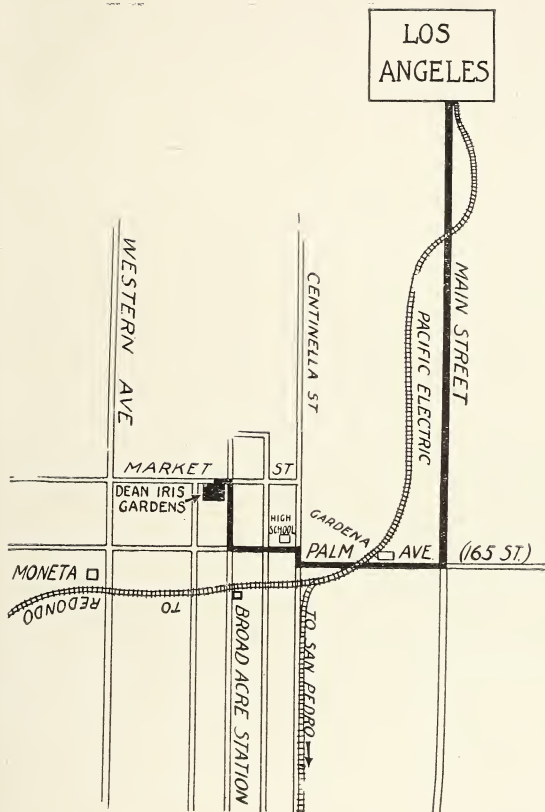 LOS
ANGELES
WESTERN AVE
CENTINELLA ST
PACIFIC ELECTRIC
MAIN STREET
MARKET ST
DEAN IRIS
GARDENS
HIGH
SCHOOL
GARDENA
PALM AVE. (165 ST.)
MONETA
TO REDONDO
BROAD ACRE STATION
TO SAN PEDRO